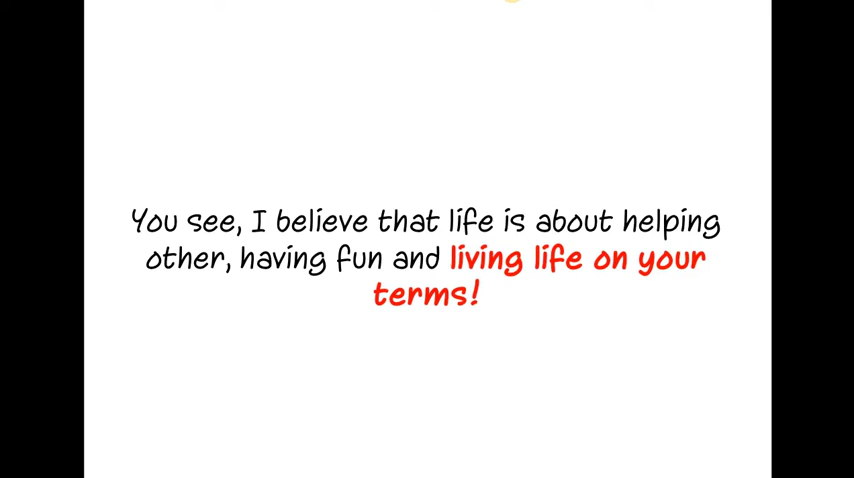 You see, I believe that life is about helping
other, having fun and living life on your
terms!